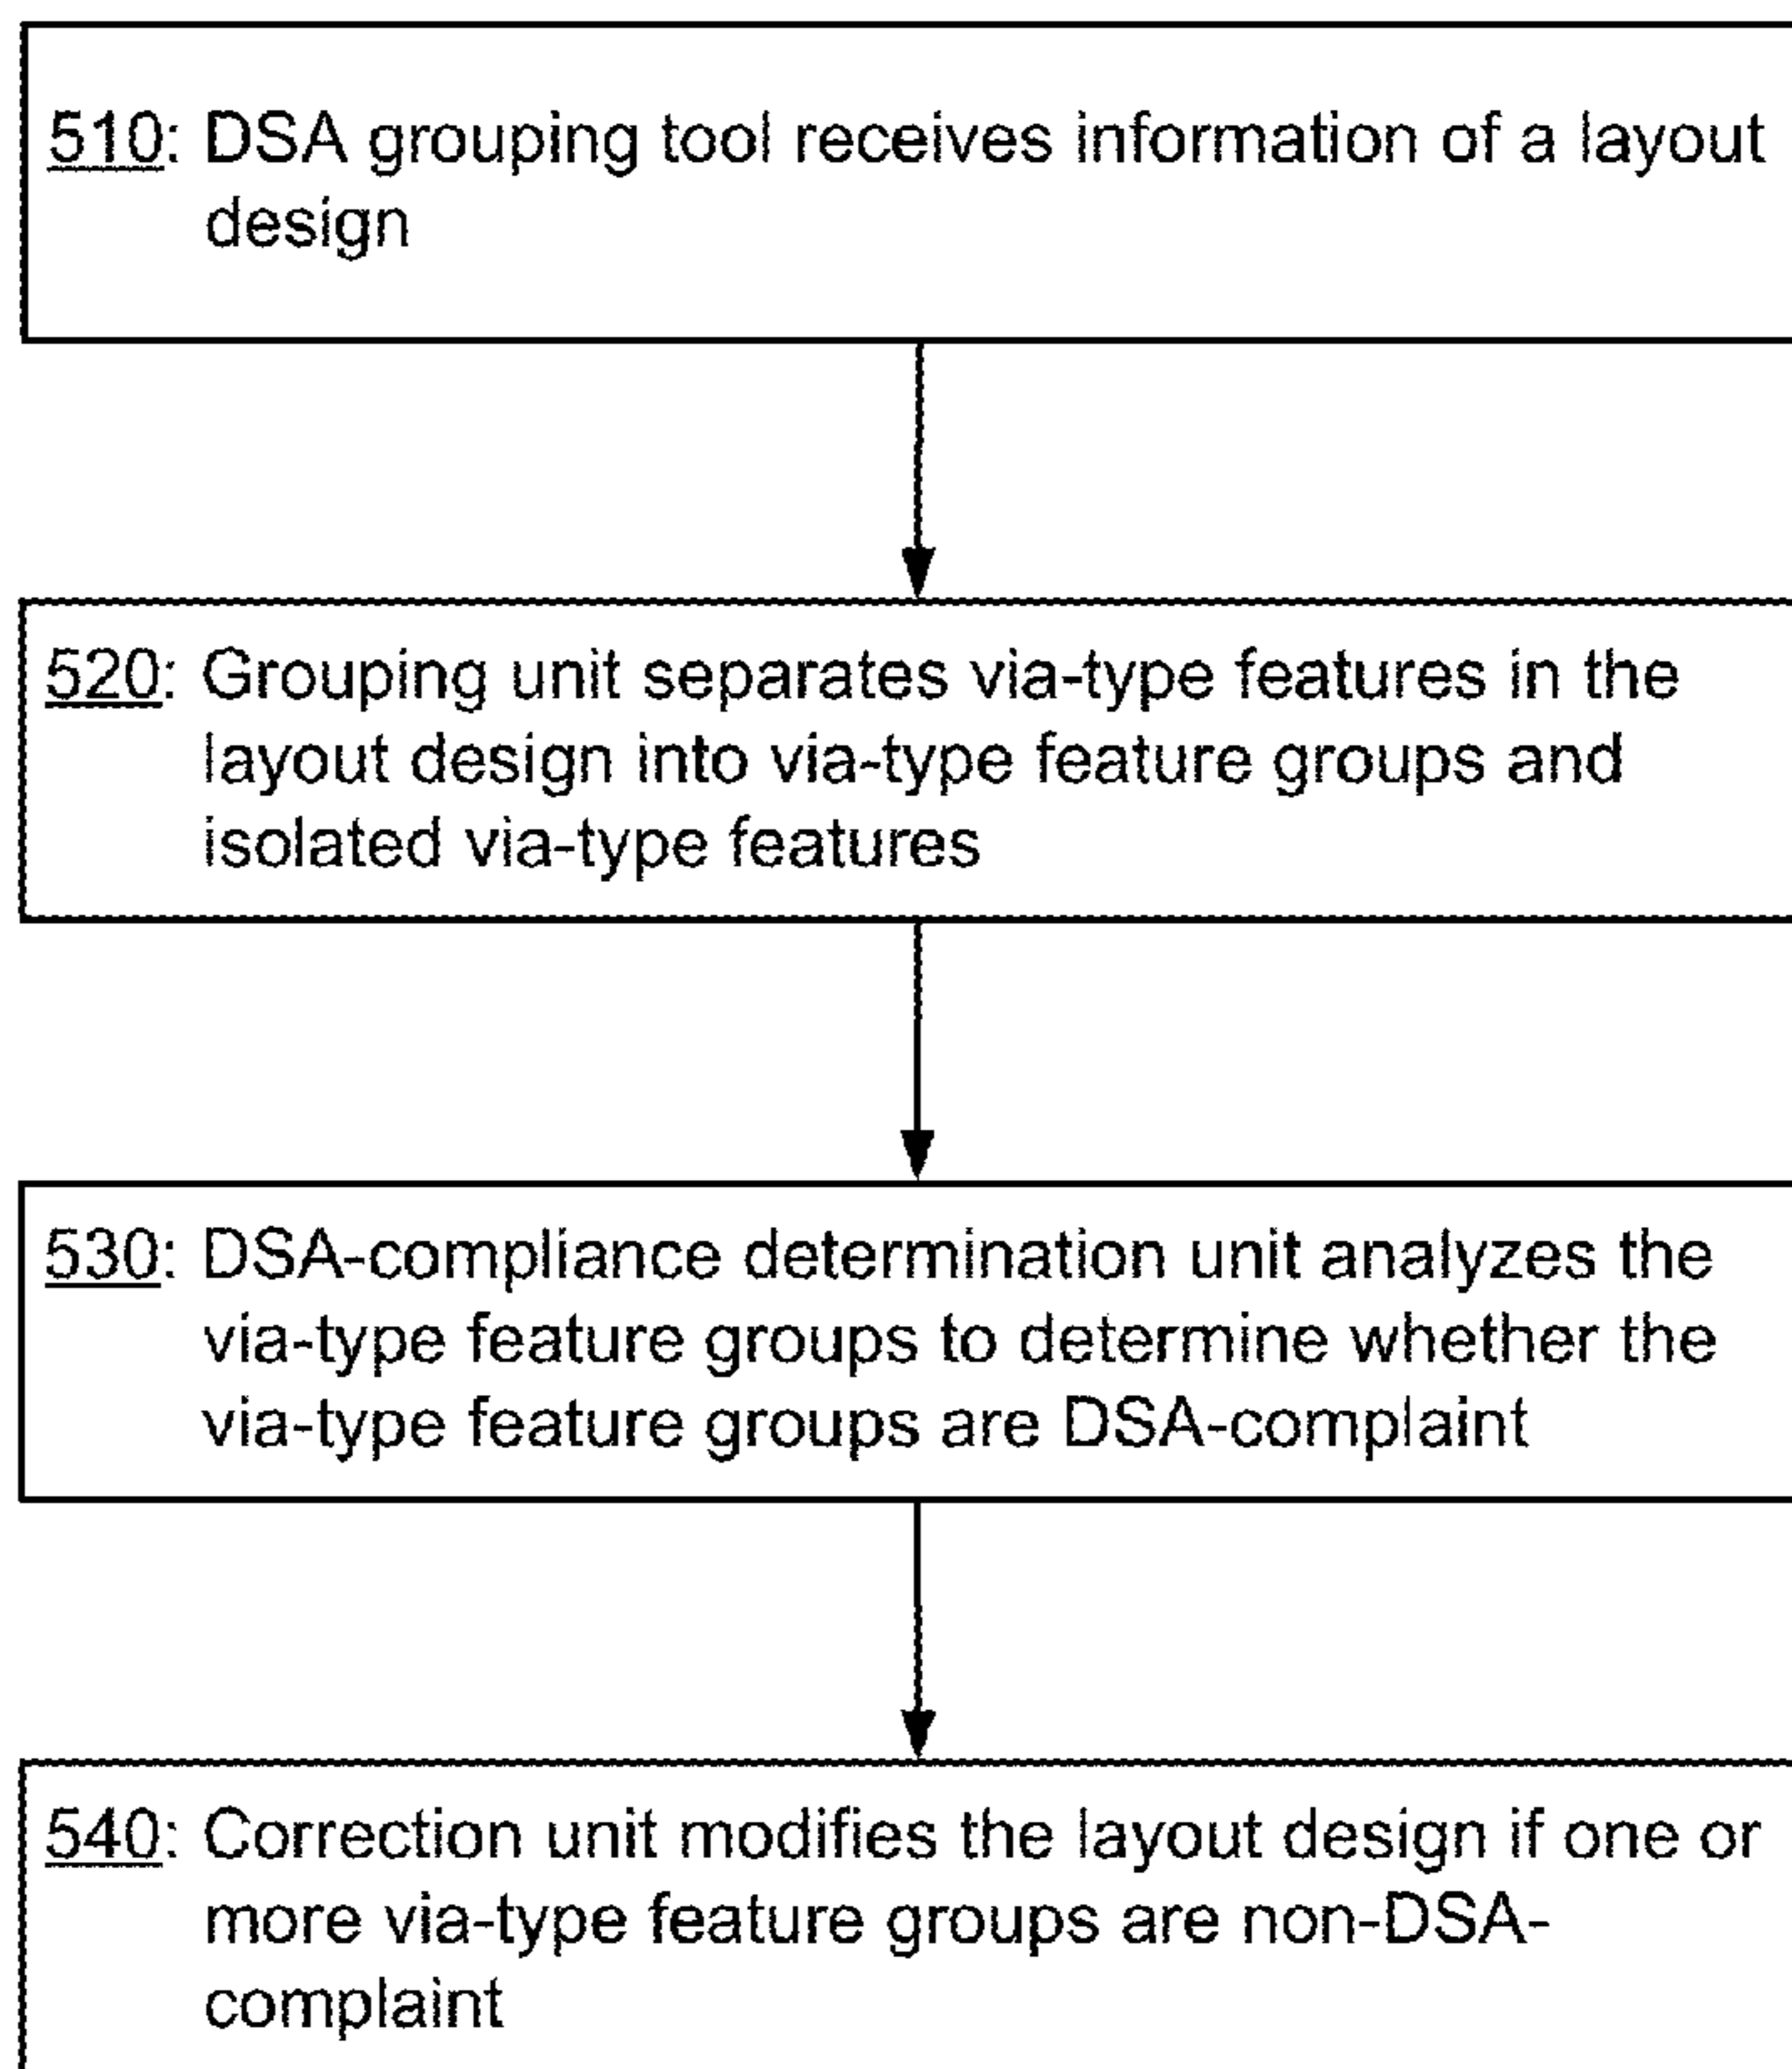 510: DSA grouping tool receives information of a layout
design
520: Grouping unit separates via-type features in the
layout design into via-type feature groups and
isolated via-type features
530: DSA-compliance determination unit analyzes the
via-type feature groups to determine whether the
via-type feature groups are DSA-complaint
540: Correction unit modifies the layout design if one or
more via-type feature groups are non-DSA-
complaint